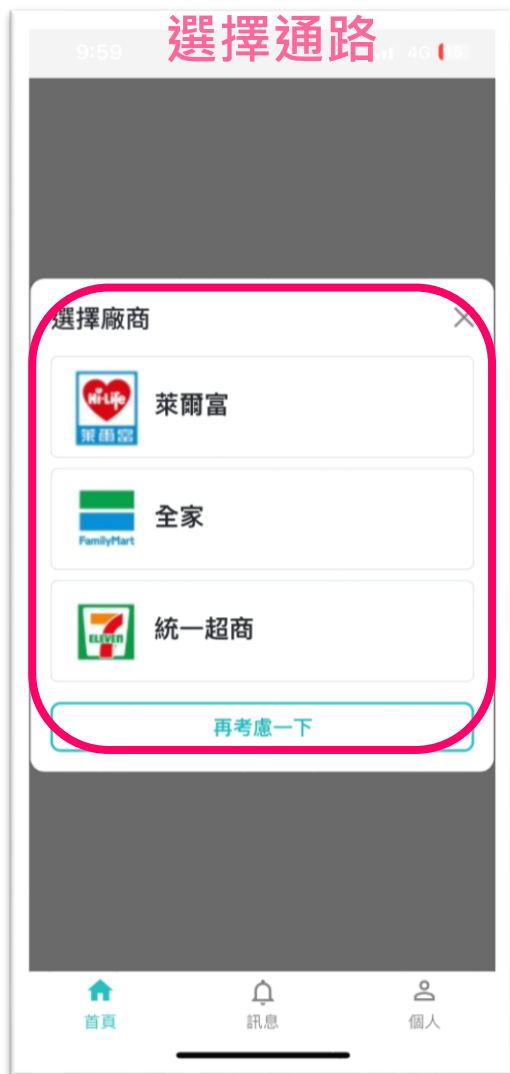 選擇通路
9:59
4G
選擇廠商
Hi-Life
萊爾富
萊爾富
FamilyMart
全家
7
ELEVEN
統一超商
再考慮一下
首頁
訊息
個人